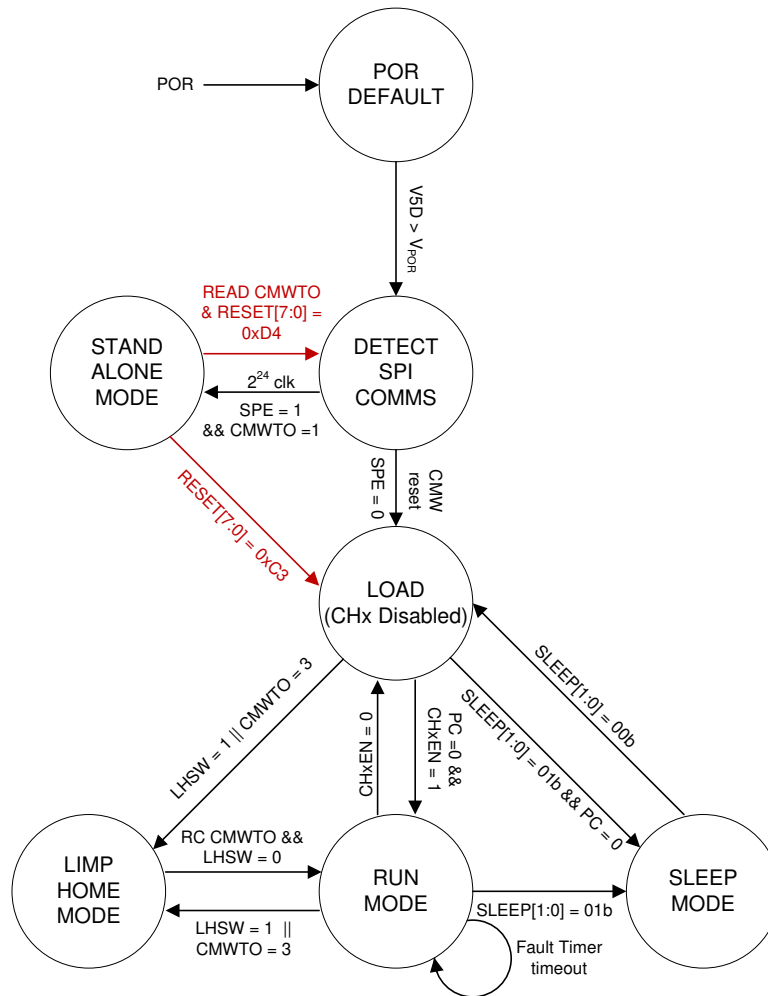 POR
DEFAULT
POR
V5D > VPOR
READ CMWTO
& RESET[7:0] =
0xD4
STAND
ALONE
MODE
DETECT
SPI
COMMS
2^24 clk
SPE = 1
&& CMWTO =1
RESET[7:0] = 0xC3
SPE = 0
CMW
reset
LOAD
(CHx Disabled)
LHSW = 1 || CMWTO = 3
CHxEN = 0
PC =0 &&
CHxEN = 1
SLEEP[1:0] = 01b && PC = 0
SLEEP[1:0] = 00b
LIMP
HOME
MODE
RC CMWTO &&
LHSW = 0
LHSW = 1 ||
CMWTO = 3
RUN
MODE
SLEEP[1:0] = 01b
SLEEP
MODE
Fault Timer
timeout